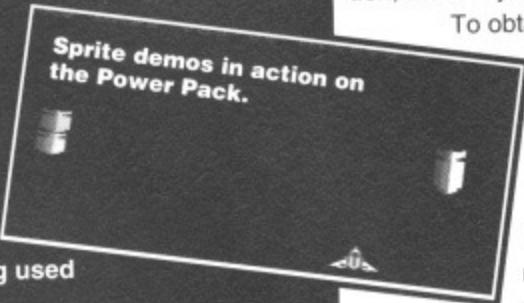 To obt
Sprite demos in action on
the Power Pack.
g used